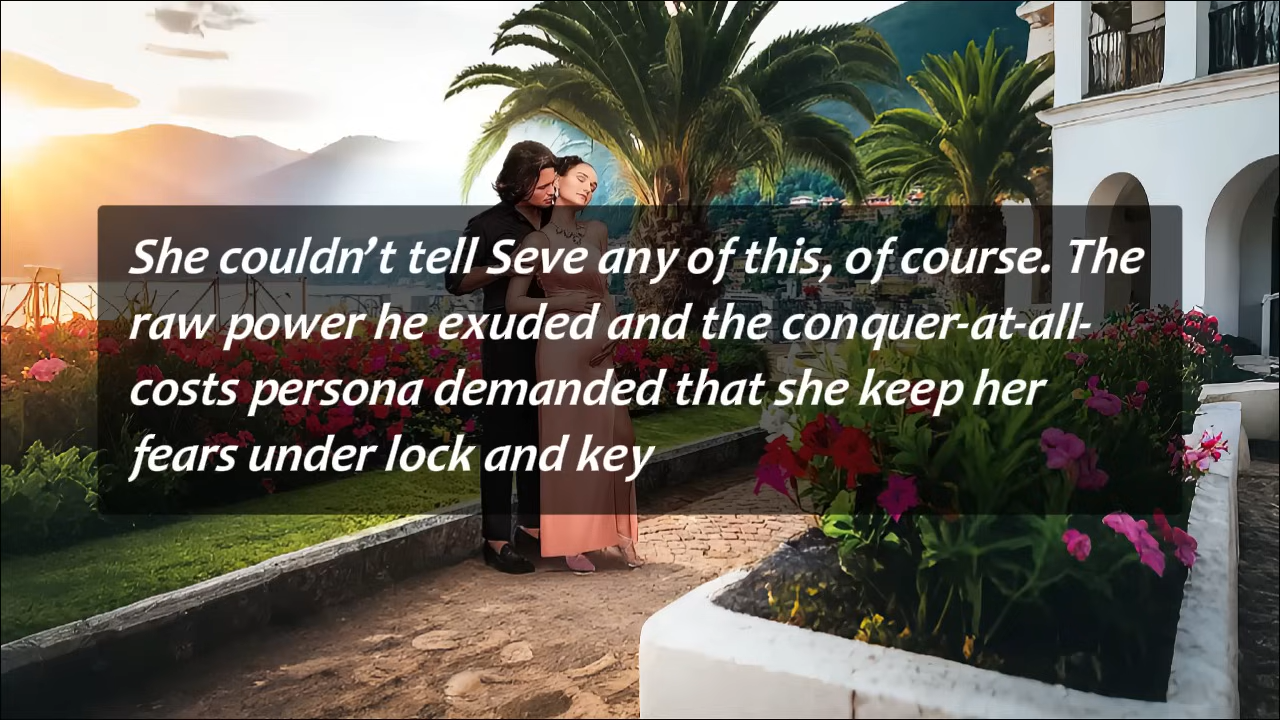 She couldn’t tell Seve any of this, of course. The
raw power he exuded and the conquer-at-all-
costs persona demanded that she keep her
fears under lock and key